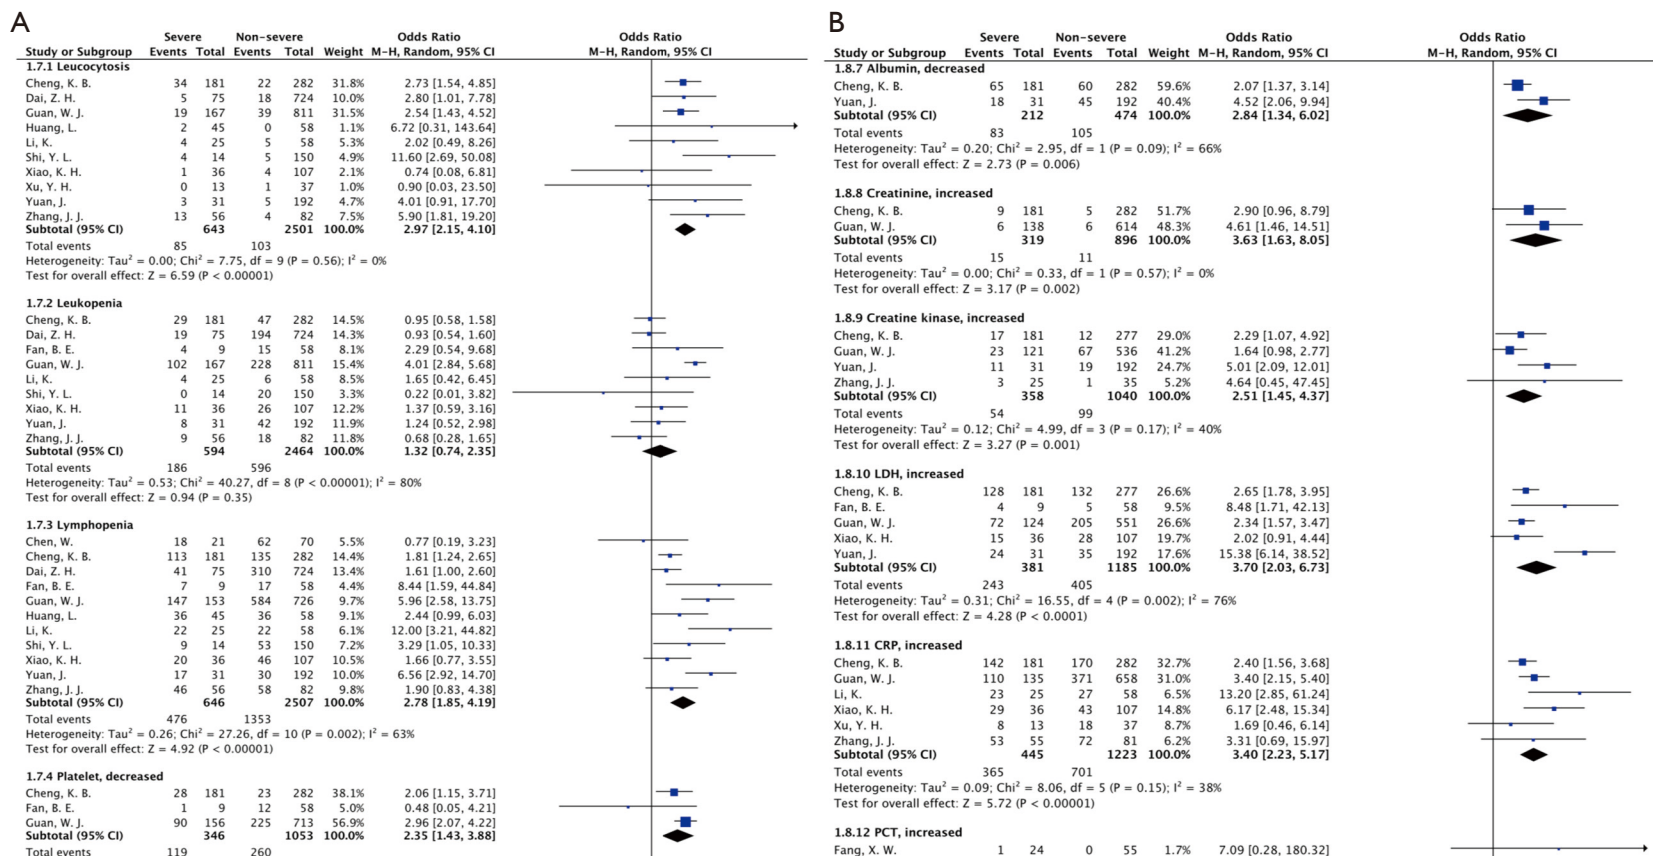 A
Severe Non-severe Odds Ratio Odds Ratio
Study or Subgroup Events Total Events Total Weight M-H, Random, 95% CI M-H, Random, 95% CI
1.7.1 Leucocytosis
Cheng, K. B. 34 181 22 282 31.8% 2.73 [1.54, 4.85]
Dai, Z. H. 5 75 18 724 10.0% 2.80 [1.01, 7.78]
Guan, W. J. 19 167 39 811 31.5% 2.54 [1.43, 4.52]
Huang, L. 2 45 0 58 1.1% 6.72 [0.31, 143.64]
Li, K. 4 25 5 58 5.3% 2.02 [0.49, 8.26]
Shi, Y. L. 4 14 5 150 4.9% 11.60 [2.69, 50.08]
Xiao, K. H. 1 36 4 107 2.1% 0.74 [0.08, 6.81]
Xu, Y. H. 0 13 1 37 1.0% 0.90 [0.03, 23.50]
Yuan, J. 3 31 5 192 4.8% 4.01 [0.91, 17.70]
Zhang, J. J. 13 56 4 82 7.5% 5.90 [1.81, 19.20]
Subtotal (95% CI) 643 2501 100.0% 2.97 [2.15, 4.10]
Total events 85 103
Heterogeneity: Tau² = 0.00; Chi² = 7.75, df = 9 (P = 0.56); I² = 0%
Test for overall effect: Z = 6.59 (P < 0.00001)
1.7.2 Leukopenia
Cheng, K. B. 29 181 47 282 14.5% 0.95 [0.58, 1.58]
Dai, Z. H. 19 75 194 724 14.3% 0.93 [0.54, 1.60]
Fan, B. E. 4 9 15 58 8.1% 2.29 [0.54, 9.68]
Guan, W. J. 102 167 228 811 15.4% 4.01 [2.84, 5.68]
Li, K. 4 25 6 58 8.5% 1.65 [0.42, 6.45]
Shi, Y. L. 0 14 20 150 3.3% 0.22 [0.01, 3.82]
Xiao, K. H. 11 36 26 107 12.2% 1.37 [0.59, 3.16]
Yuan, J. 8 31 42 192 11.9% 1.24 [0.52, 2.98]
Zhang, J. J. 9 56 18 82 11.8% 0.68 [0.28, 1.65]
Subtotal (95% CI) 594 2464 100.0% 1.32 [0.74, 2.35]
Total events 186 596
Heterogeneity: Tau² = 0.53; Chi² = 40.27, df = 8 (P < 0.00001); I² = 80%
Test for overall effect: Z = 0.94 (P = 0.35)
1.7.3 Lymphopenia
Chen, W. 18 21 62 70 5.5% 0.77 [0.19, 3.23]
Cheng, K. B. 113 181 135 282 14.4% 1.81 [1.24, 2.65]
Dai, Z. H. 41 75 310 724 13.4% 1.61 [1.00, 2.60]
Fan, B. E. 7 9 17 58 4.4% 8.44 [1.59, 44.84]
Guan, W. J. 147 153 584 726 9.7% 5.96 [2.58, 13.75]
Huang, L. 36 45 36 58 9.1% 2.44 [0.99, 6.03]
Li, K. 22 25 22 58 6.1% 12.00 [3.21, 44.82]
Shi, Y. L. 9 14 53 150 7.2% 3.29 [1.05, 10.33]
Xiao, K. H. 20 36 46 107 10.5% 1.66 [0.77, 3.55]
Yuan, J. 17 31 30 192 10.0% 6.56 [2.92, 14.70]
Zhang, J. J. 46 56 58 82 9.8% 1.90 [0.83, 4.38]
Subtotal (95% CI) 646 2507 100.0% 2.78 [1.85, 4.19]
Total events 476 1353
Heterogeneity: Tau² = 0.26; Chi² = 27.26, df = 10 (P = 0.002); I² = 63%
Test for overall effect: Z = 4.92 (P < 0.00001)
1.7.4 Platelet, decreased
Cheng, K. B. 28 181 23 282 38.1% 2.06 [1.15, 3.71]
Fan, B. E. 1 9 12 58 5.0% 0.48 [0.05, 4.21]
Guan, W. J. 90 156 225 713 56.9% 2.96 [2.07, 4.22]
Subtotal (95% CI) 346 1053 100.0% 2.35 [1.43, 3.88]
Total events 119 260
B
Severe Non-severe Odds Ratio Odds Ratio
Study or Subgroup Events Total Events Total Weight M-H, Random, 95% CI M-H, Random, 95% CI
1.8.7 Albumin, decreased
Cheng, K. B. 65 181 60 282 59.6% 2.07 [1.37, 3.14]
Yuan, J. 18 31 45 192 40.4% 4.52 [2.06, 9.94]
Subtotal (95% CI) 212 474 100.0% 2.84 [1.34, 6.02]
Total events 83 105
Heterogeneity: Tau² = 0.20; Chi² = 2.95, df = 1 (P = 0.09); I² = 66%
Test for overall effect: Z = 2.73 (P = 0.006)
1.8.8 Creatinine, increased
Cheng, K. B. 9 181 5 282 51.7% 2.90 [0.96, 8.79]
Guan, W. J. 6 138 6 614 48.3% 4.61 [1.46, 14.51]
Subtotal (95% CI) 319 896 100.0% 3.63 [1.63, 8.05]
Total events 15 11
Heterogeneity: Tau² = 0.00; Chi² = 0.33, df = 1 (P = 0.57); I² = 0%
Test for overall effect: Z = 3.17 (P = 0.002)
1.8.9 Creatine kinase, increased
Cheng, K. B. 17 181 12 277 29.0% 2.29 [1.07, 4.92]
Guan, W. J. 23 121 67 536 41.2% 1.64 [0.98, 2.77]
Yuan, J. 11 31 19 192 24.7% 5.01 [2.09, 12.01]
Zhang, J. J. 3 25 1 35 5.2% 4.64 [0.45, 47.45]
Subtotal (95% CI) 358 1040 100.0% 2.51 [1.45, 4.37]
Total events 54 99
Heterogeneity: Tau² = 0.12; Chi² = 4.99, df = 3 (P = 0.17); I² = 40%
Test for overall effect: Z = 3.27 (P = 0.001)
1.8.10 LDH, increased
Cheng, K. B. 128 181 132 277 26.6% 2.65 [1.78, 3.95]
Fan, B. E. 4 9 5 58 9.5% 8.48 [1.71, 42.13]
Guan, W. J. 72 124 205 551 26.6% 2.34 [1.57, 3.47]
Xiao, K. H. 15 36 28 107 19.7% 2.02 [0.91, 4.44]
Yuan, J. 24 31 35 192 17.6% 15.38 [6.14, 38.52]
Subtotal (95% CI) 381 1185 100.0% 3.70 [2.03, 6.73]
Total events 243 405
Heterogeneity: Tau² = 0.31; Chi² = 16.55, df = 4 (P = 0.002); I² = 76%
Test for overall effect: Z = 4.28 (P < 0.0001)
1.8.11 CRP, increased
Cheng, K. B. 142 181 170 282 32.7% 2.40 [1.56, 3.68]
Guan, W. J. 110 135 371 658 31.0% 3.40 [2.15, 5.40]
Li, K. 23 25 27 58 6.5% 13.20 [2.85, 61.24]
Xiao, K. H. 29 36 43 107 14.8% 6.17 [2.48, 15.34]
Xu, Y. H. 8 13 18 37 8.7% 1.69 [0.46, 6.14]
Zhang, J. J. 53 55 72 81 6.2% 3.31 [0.69, 15.97]
Subtotal (95% CI) 445 1223 100.0% 3.40 [2.23, 5.17]
Total events 365 701
Heterogeneity: Tau² = 0.09; Chi² = 8.06, df = 5 (P = 0.15); I² = 38%
Test for overall effect: Z = 5.72 (P < 0.00001)
1.8.12 PCT, increased
Fang, X. W. 1 24 0 55 1.7% 7.09 [0.28, 180.32]